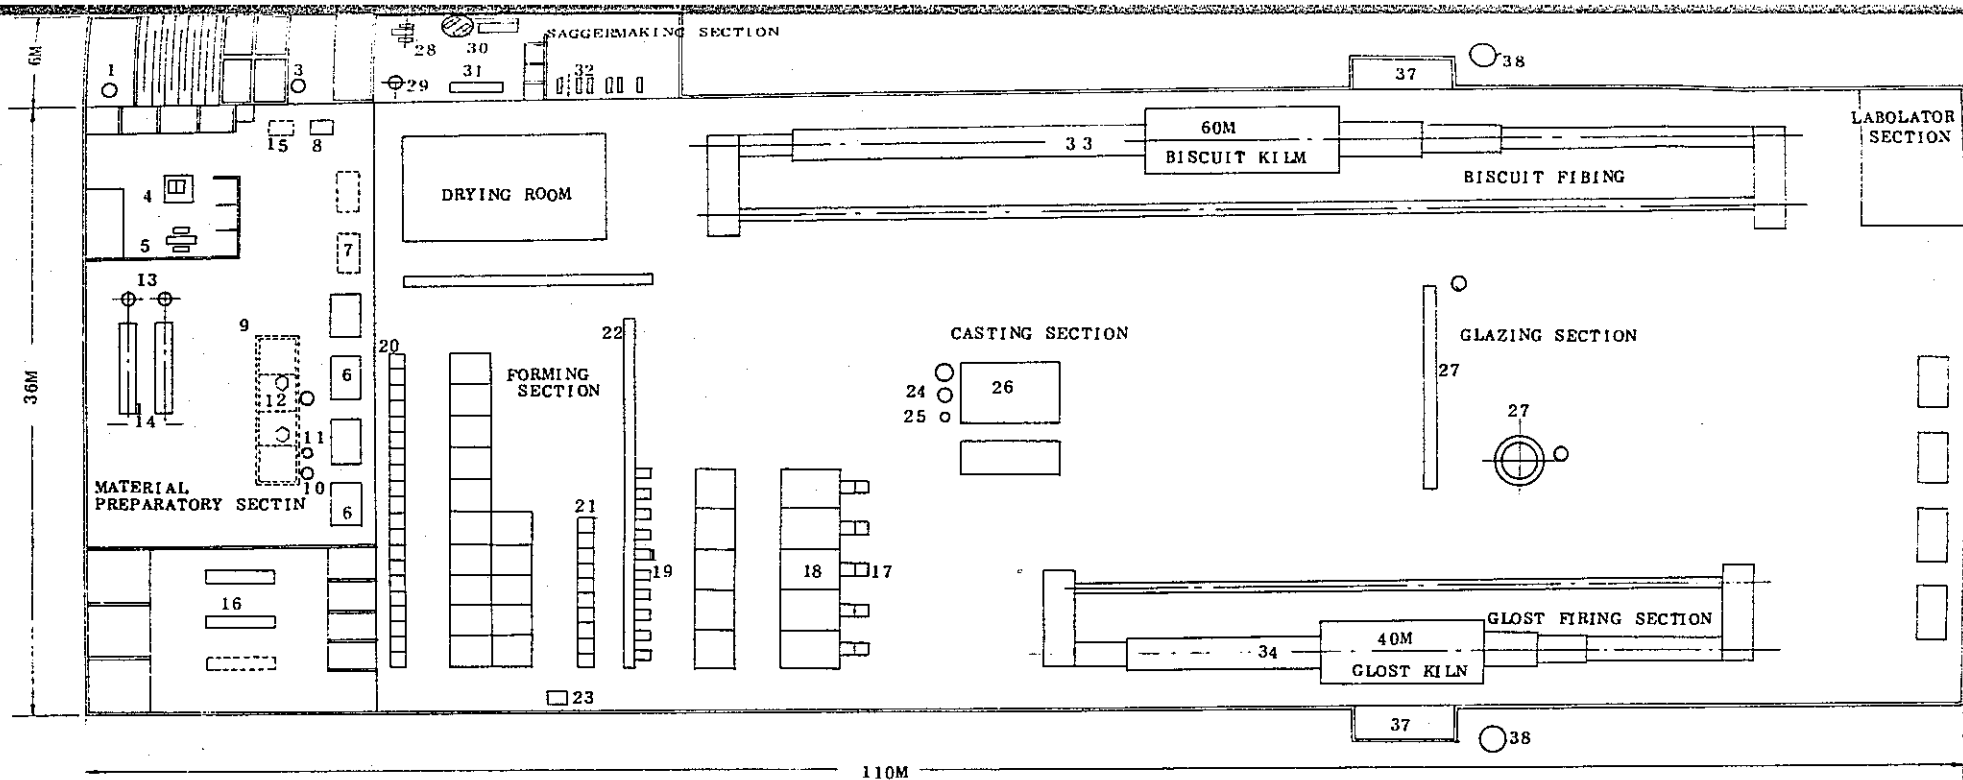 SAGGERMAKING SECTION
6M
1
3
28
30
29
31
32
37
38
15
8
33
60M
BISCUIT KILM
BISCUIT FIBING
LABOLATOR
SECTION
4
5
7
DRYING ROOM
13
9
20
22
CASTING SECTION
GLAZING SECTION
36M
FORMING
SECTION
6
12
24
26
25
27
27
14
11
10
MATERIAL
PREPARATORY SECTIN
6
21
19
18
17
16
GLOST FIRING SECTION
40M
34
GLOST KILN
23
37
38
110M